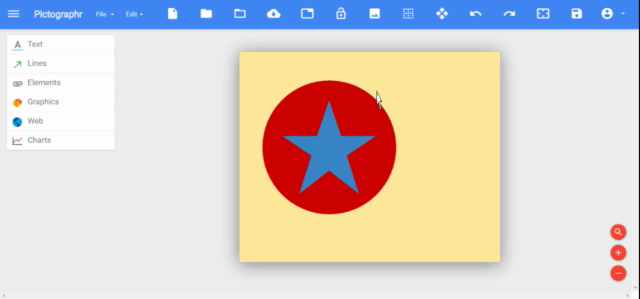 Pictographr File Edit
A Text
Lines
Elements
Graphics
Web
Charts